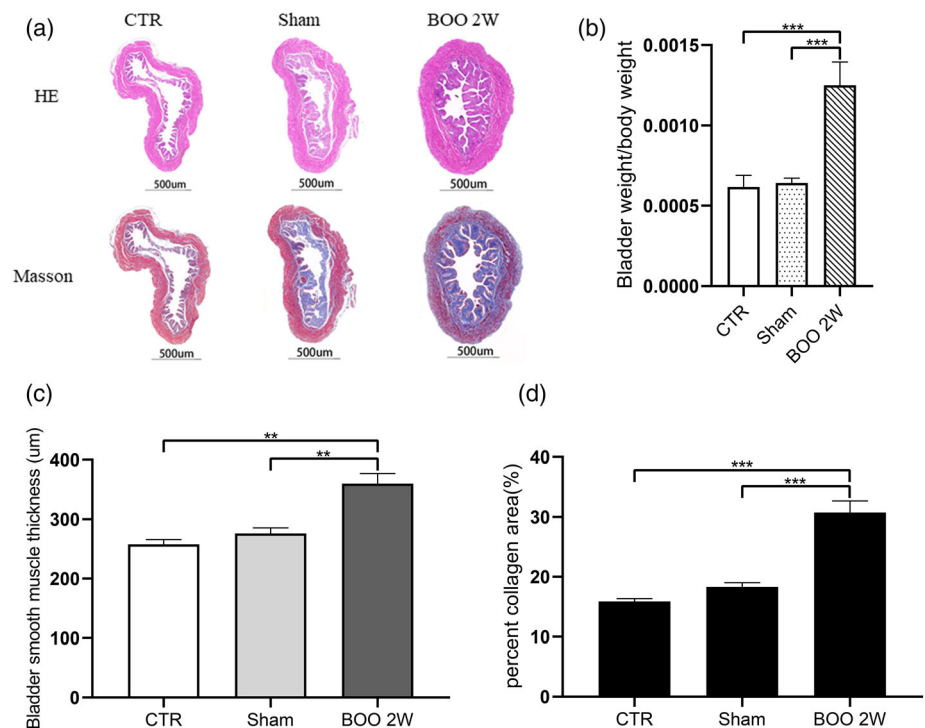 (a)
CTR Sham BOO 2W
HE
500um 500um 500um
Masson
500um 500um 500um
(b)
Bladder weight/body weight
*** 
***
0.0015
0.0010
0.0005
0.0000
CTR Sham BOO 2W
(c)
Bladder smooth muscle thickness (um)
**
**
400
300
200
100
0
CTR Sham BOO 2W
(d)
percent collagen area(%)
***
***
40
30
20
10
0
CTR Sham BOO 2W